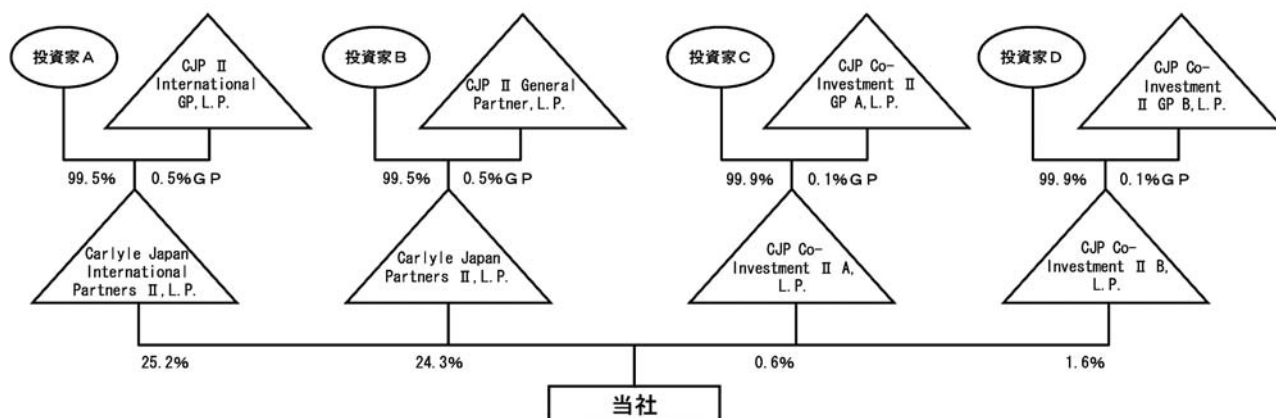 投資家A
CJP Ⅱ
International
GP,L.P.
投資家B
CJP Ⅱ General
Partner,L.P.
投資家C
CJP Co-
Investment Ⅱ
GP A,L.P.
投資家D
CJP Co-
Investment
Ⅱ GP B,L.P.
99.5%
0.5%GP
99.5%
0.5%GP
99.9%
0.1%GP
99.9%
0.1%GP
Carlyle Japan
International
Partners Ⅱ,L.P.
Carlyle Japan
Partners Ⅱ,L.P.
CJP Co-
Investment Ⅱ A,
L.P.
CJP Co-
Investment Ⅱ B,
L.P.
25.2%
24.3%
0.6%
1.6%
当社